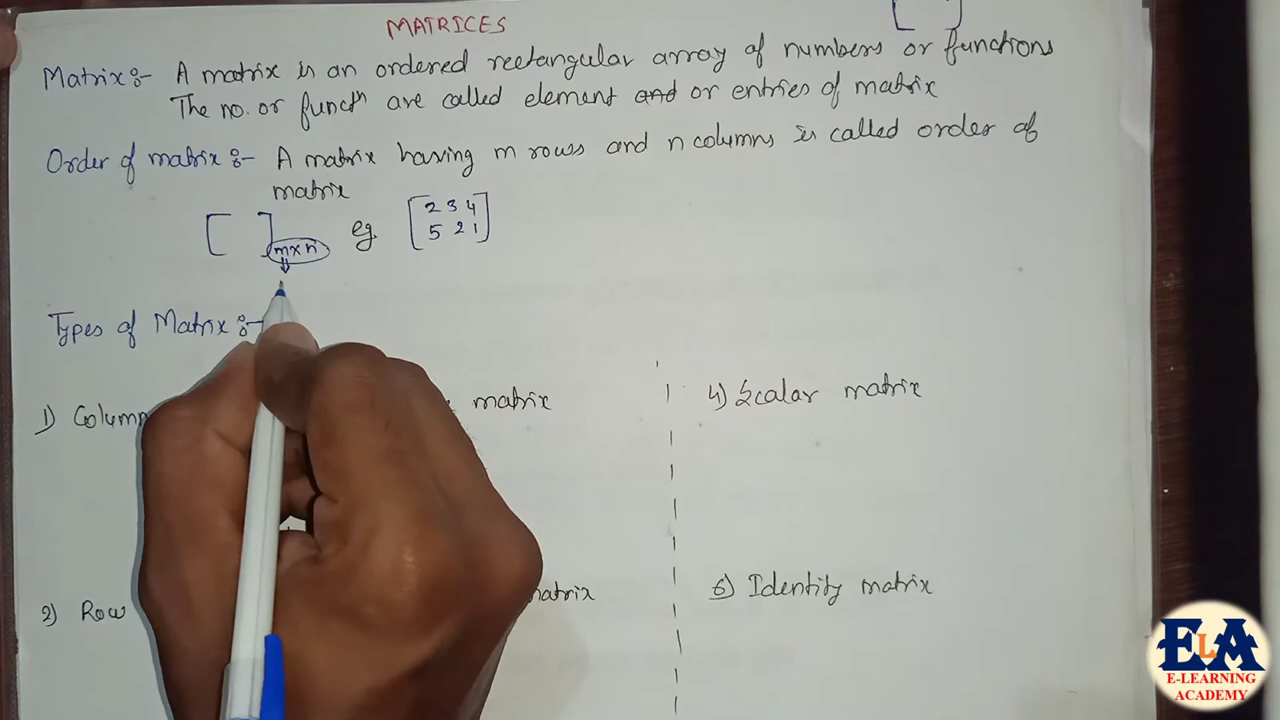 MATRICES
Matrix:- A matrix is an ordered rectangular array of numbers or functions
The no. or functn are called element and or entries of matrix
Order of matrix:- A matrix having m rows and n columns is called order of
matrix
[ ] m×n eg [2 3 4
5 2 1]
Types of Matrix:-
1) Column matrix 4) Scalar matrix
2) Row matrix 6) Identity matrix
ELA
E-LEARNING
ACADEMY